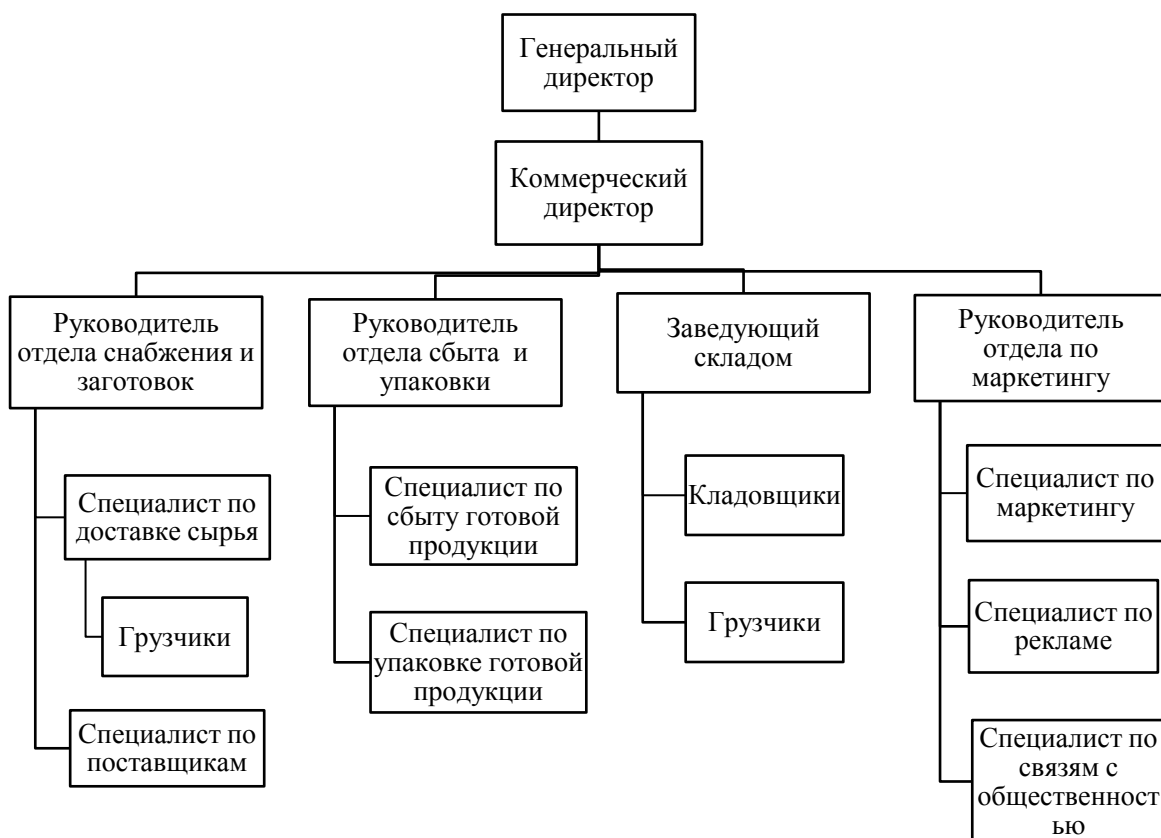 Генеральный
директор
Коммерческий
директор
Руководитель
отдела снабжения и
заготовок
Руководитель
отдела сбыта и
упаковки
Заведующий
складом
Руководитель
отдела по
маркетингу
Специалист по
доставке сырья
Грузчики
Специалист по
поставщикам
Специалист по
сбыту готовой
продукции
Специалист по
упаковке готовой
продукции
Кладовщики
Грузчики
Специалист по
маркетингу
Специалист по
рекламе
Специалист по
связям с
общественност
ью